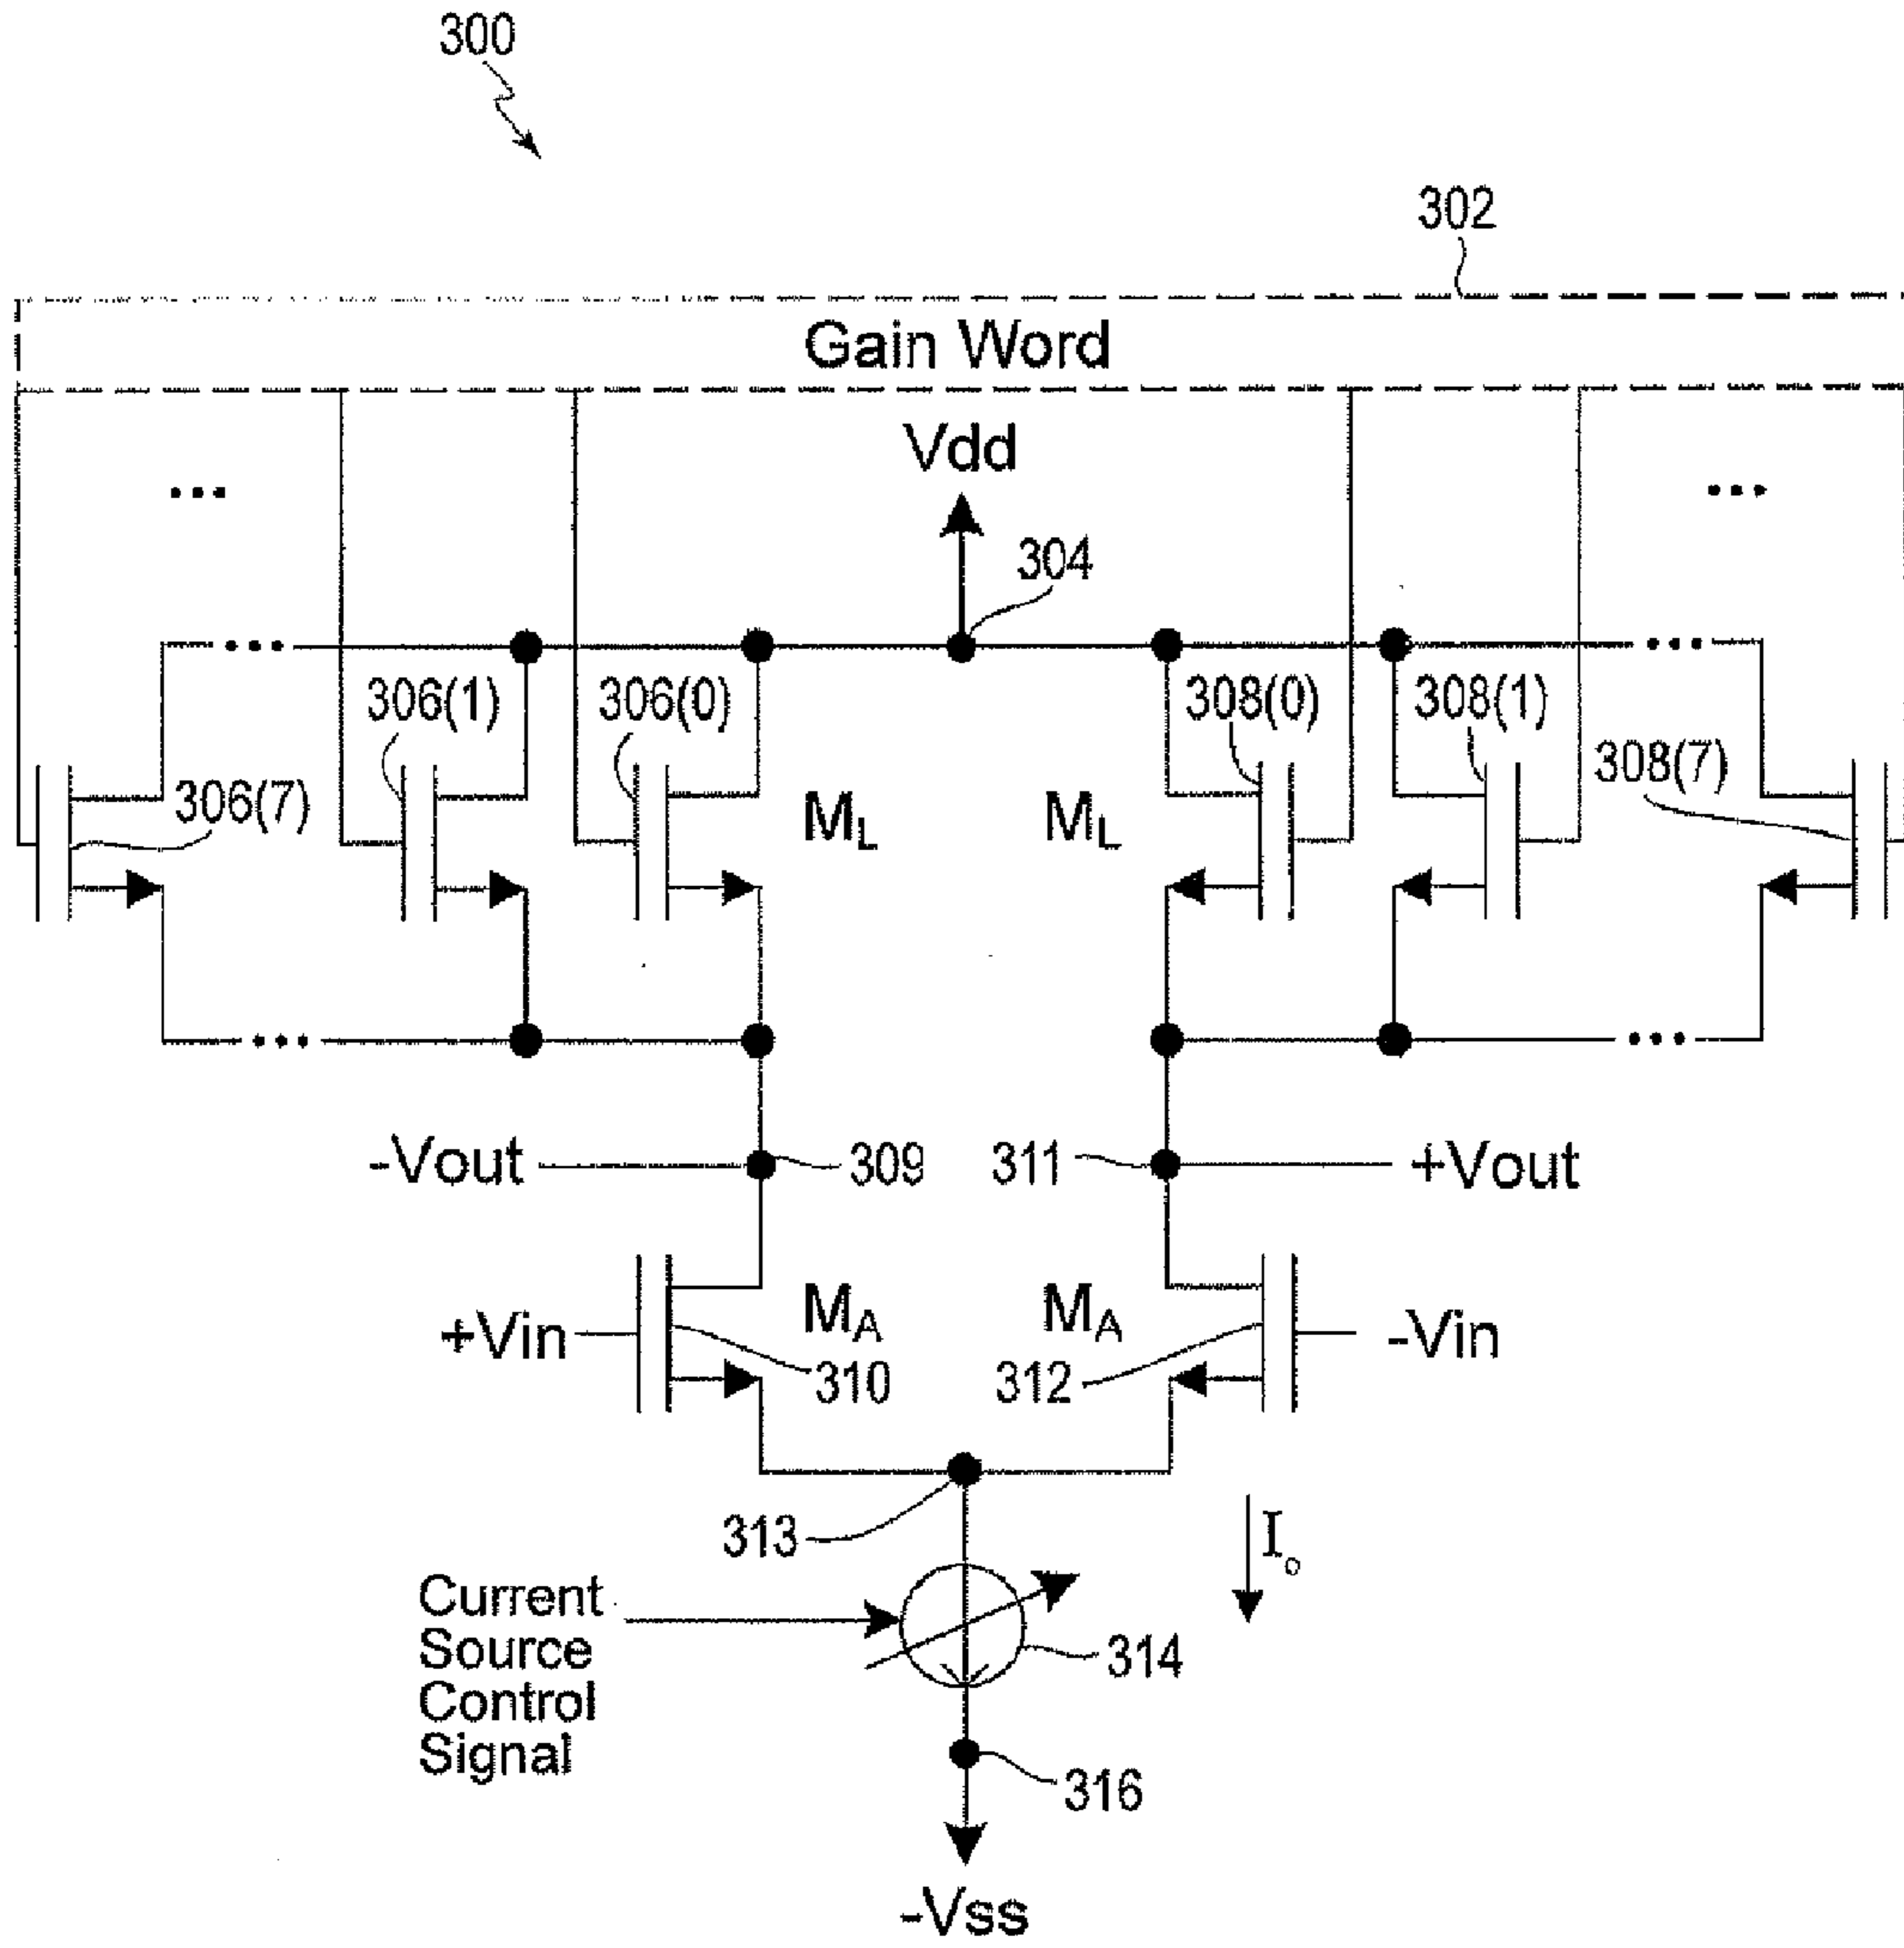 300
302
Gain Word
Vdd
...
...
304
...
...
306(1)
306(0)
308(0)
308(1)
306(7)
308(7)
ML
ML
...
...
-Vout
309
311
+Vout
+Vin
MA
MA
-Vin
310
312
313
Io
Current
Source
Control
Signal
314
316
-Vss